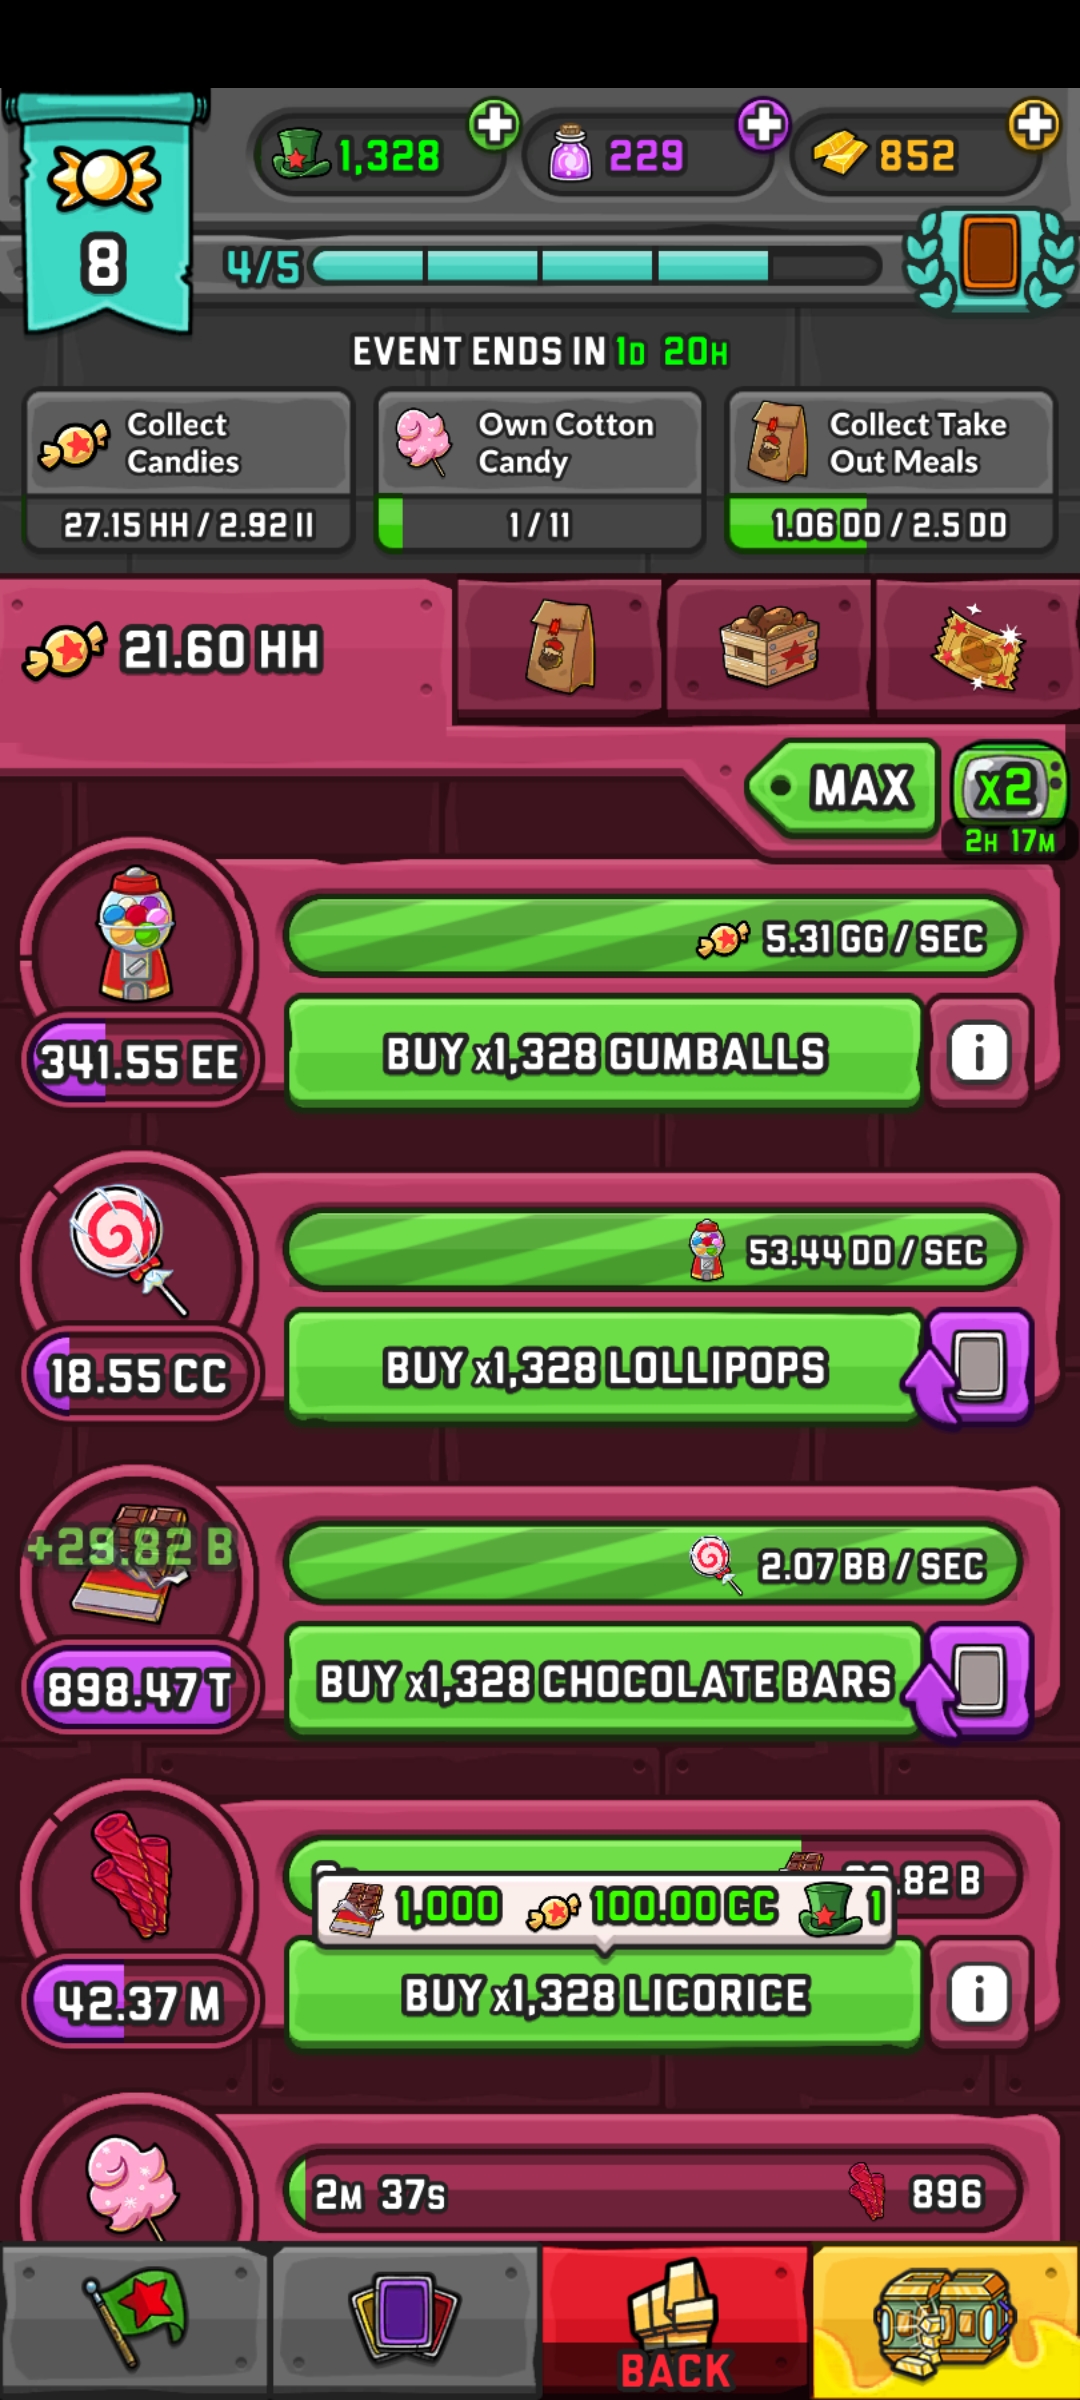 1,328
229
852
8
4/5
EVENT ENDS IN 1D 20H
Collect
Candies
27.15 HH / 2.92 II
Own Cotton
Candy
1 / 11
Collect Take
Out Meals
1.06 DD / 2.5 DD
21.60 HH
MAX
x2
2H 17M
5.31 GG / SEC
341.55 EE
BUY x1,328 GUMBALLS
i
53.44 DD / SEC
18.55 CC
BUY x1,328 LOLLIPOPS
+29.82 B
2.07 BB / SEC
898.47 T
BUY x1,328 CHOCOLATE BARS
.82 B
1,000
100.00 CC
1
42.37 M
BUY x1,328 LICORICE
i
2M 37S
896
BACK